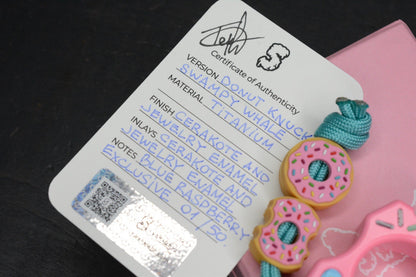 Certificate of Authenticity
VERSION DONUT KNUCK
SWAMPY WHALE
MATERIAL TITANIUM
FINISH CERAKOTE AND
JEWELRY ENAMEL
INLAYS CERAKOTE AND
JEWELRY ENAMEL
NOTES BLUE RASPBERRY
EXCLUSIVE 01/50